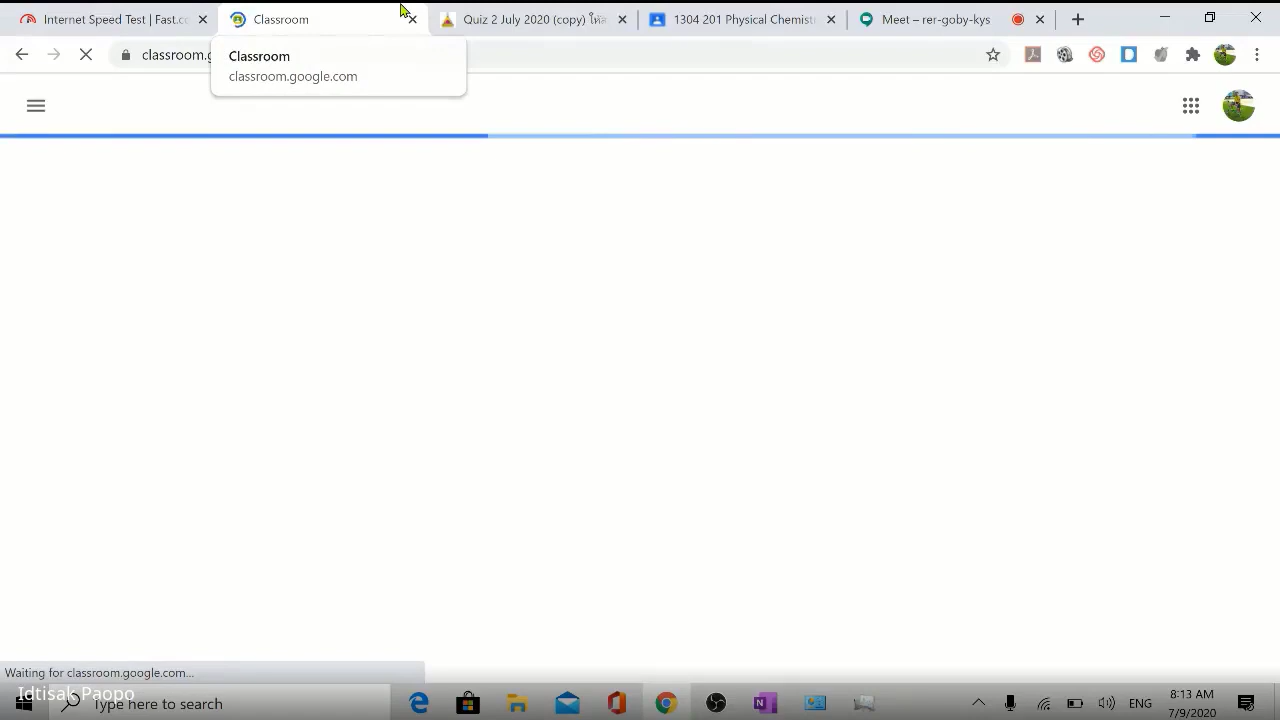 Internet Speed Test | Fast.c
Classroom
Quiz 2 July 2020 (copy)
1304 201 Physical Chemist
Meet – eet-goby-kys
classroom.g
Classroom
classroom.google.com
Waiting for classroom.google.com...
Idtisak Paopo
Type here to search
ENG
8:13 AM
7/9/2020